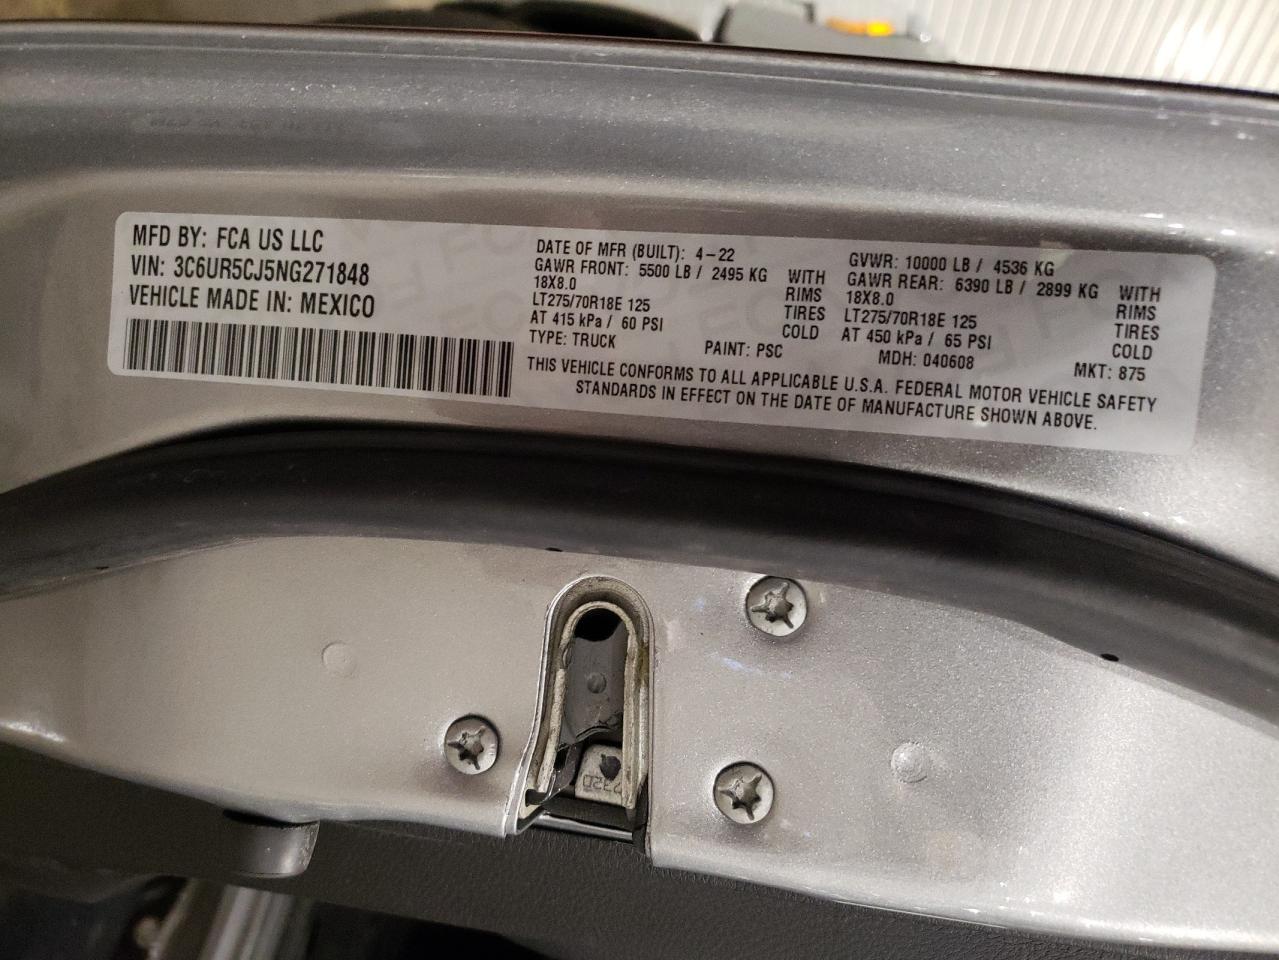 MFD BY: FCA US LLC
VIN: 3C6UR5CJ5NG271848
VEHICLE MADE IN: MEXICO
DATE OF MFR (BUILT): 4-22
GAWR FRONT: 5500 LB / 2495 KG WITH
18X8.0 RIMS
LT275/70R18E 125 TIRES
AT 415 kPa / 60 PSI COLD
TYPE: TRUCK PAINT: PSC
GVWR: 10000 LB / 4536 KG
GAWR REAR: 6390 LB / 2899 KG WITH
18X8.0 RIMS
LT275/70R18E 125 TIRES
AT 450 kPa / 65 PSI COLD
MDH: 040608 MKT: 875
THIS VEHICLE CONFORMS TO ALL APPLICABLE U.S.A. FEDERAL MOTOR VEHICLE SAFETY
STANDARDS IN EFFECT ON THE DATE OF MANUFACTURE SHOWN ABOVE.